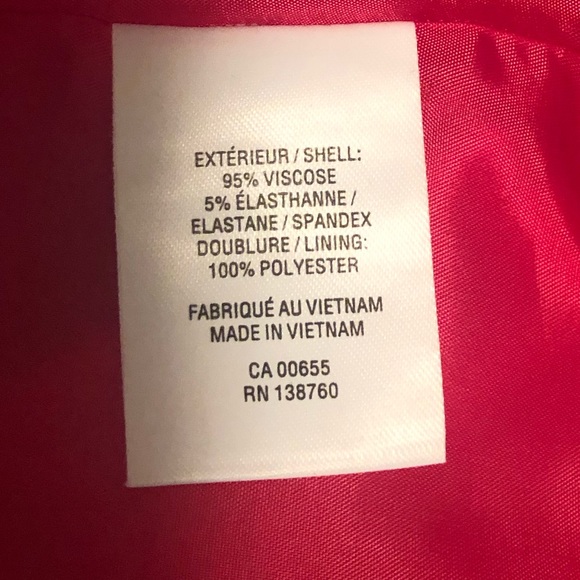 EXTÉRIEUR / SHELL:
95% VISCOSE
5% ÉLASTHANNE /
ELASTANE / SPANDEX
DOUBLURE / LINING:
100% POLYESTER
FABRIQUÉ AU VIETNAM
MADE IN VIETNAM
CA 00655
RN 138760